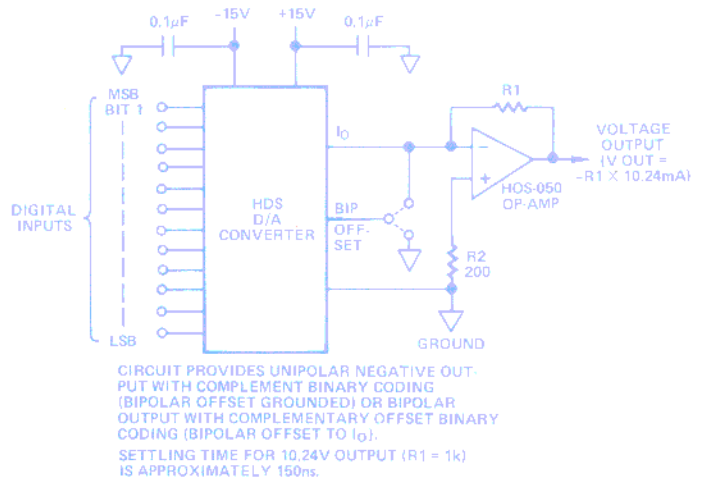 -15V +15V
0.1µF 0.1µF
MSB
BIT 1
R1
IO
VOLTAGE
OUTPUT
(V OUT =
-R1 X 10.24mA)
−
+
HOS-050
OP-AMP
DIGITAL
INPUTS
HDS
D/A
CONVERTER
BIP
OFF-
SET
R2
200
LSB
GROUND
CIRCUIT PROVIDES UNIPOLAR NEGATIVE OUT-
PUT WITH COMPLEMENT BINARY CODING
(BIPOLAR OFFSET GROUNDED) OR BIPOLAR
OUTPUT WITH COMPLEMENTARY OFFSET BINARY
CODING (BIPOLAR OFFSET TO IO).
SETTLING TIME FOR 10.24V OUTPUT (R1 = 1k)
IS APPROXIMATELY 150ns.